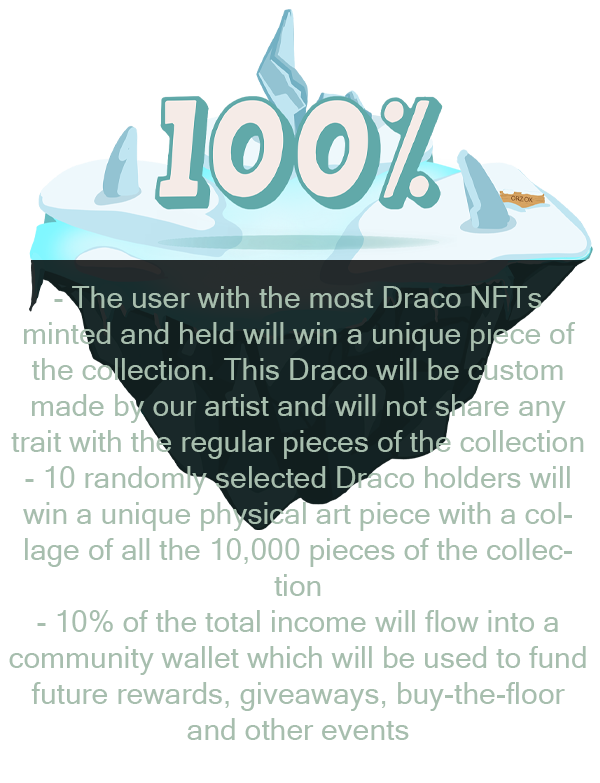 100%
ORZOK
- The user with the most Draco NFTs
minted and held will win a unique piece of
the collection. This Draco will be custom
made by our artist and will not share any
trait with the regular pieces of the collection
- 10 randomly selected Draco holders will
win a unique physical art piece with a col-
lage of all the 10,000 pieces of the collec-
tion
- 10% of the total income will flow into a
community wallet which will be used to fund
future rewards, giveaways, buy-the-floor
and other events